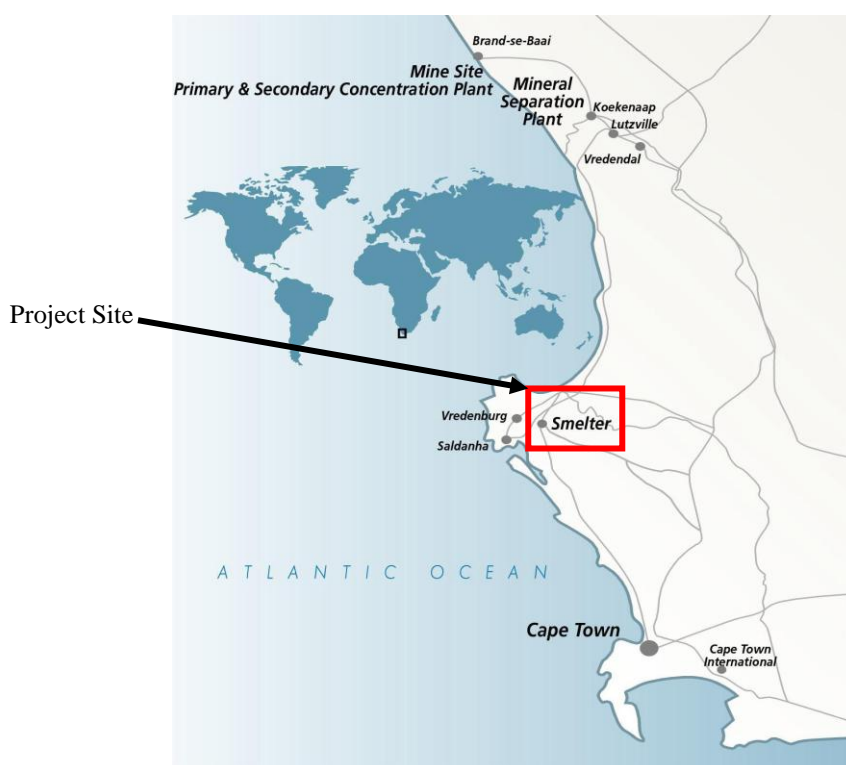 Brand-se-Baai
Mine Site
Primary & Secondary Concentration Plant
Mineral
Separation
Plant
Koekenaap
Lutzville
Vredendal
Project Site
Vredenburg
Smelter
Saldanha
ATLANTIC OCEAN
Cape Town
Cape Town
International